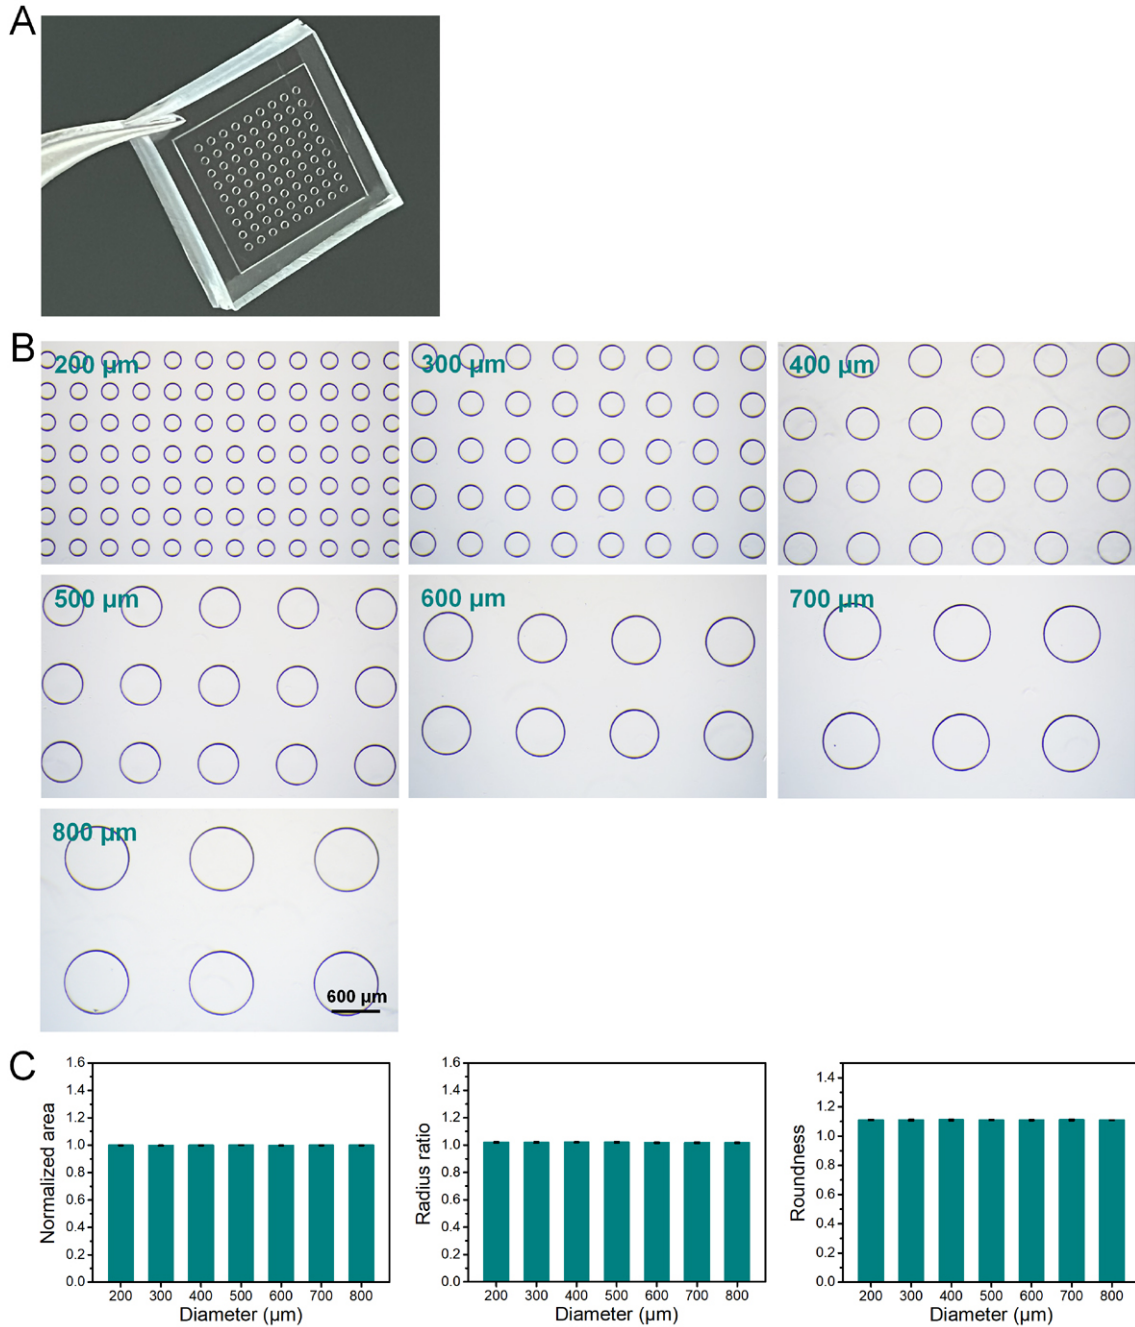 A
B
200 µm
300 µm
400 µm
500 µm
600 µm
700 µm
800 µm
600 µm
C
Normalized area
1.6
1.4
1.2
1.0
0.8
0.6
0.4
0.2
0.0
200 300 400 500 600 700 800
Diameter (µm)
Radius ratio
1.6
1.4
1.2
1.0
0.8
0.6
0.4
0.2
0.0
200 300 400 500 600 700 800
Diameter (µm)
Roundness
1.4
1.2
1.0
0.8
0.6
0.4
0.2
0.0
200 300 400 500 600 700 800
Diameter (µm)